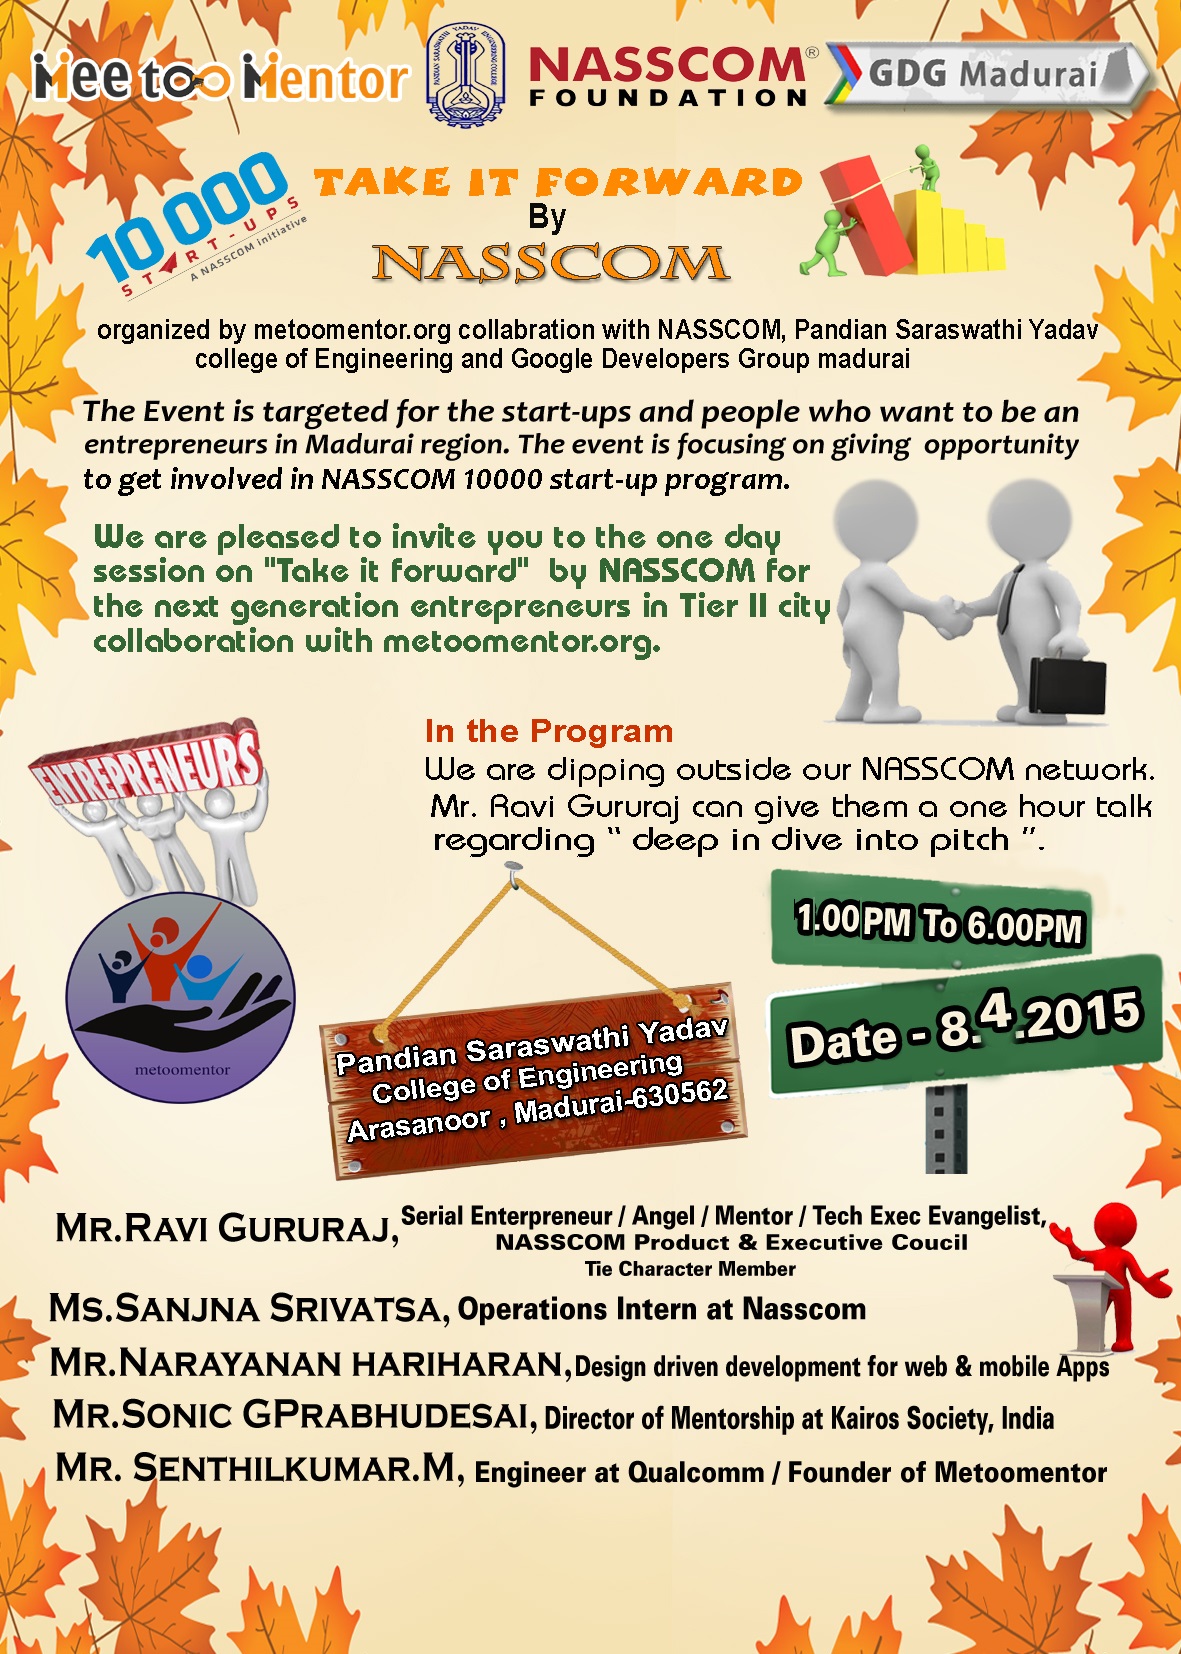 MeetooMentor
PANDIAN SARASWATHI YADAV ENGINEERING COLLEGE
NASSCOM®
FOUNDATION
GDG Madurai
10000
START-UPS
A NASSCOM initiative
TAKE IT FORWARD
By
NASSCOM
organized by metoomentor.org collabration with NASSCOM, Pandian Saraswathi Yadav
college of Engineering and Google Developers Group madurai
The Event is targeted for the start-ups and people who want to be an
entrepreneurs in Madurai region. The event is focusing on giving opportunity
to get involved in NASSCOM 10000 start-up program.
We are pleased to invite you to the one day
session on "Take it forward" by NASSCOM for
the next generation entrepreneurs in Tier II city
collaboration with metoomentor.org.
ENTREPRENEURS
In the Program
We are dipping outside our NASSCOM network.
Mr. Ravi Gururaj can give them a one hour talk
regarding “ deep in dive into pitch ”.
metoomentor
Pandian Saraswathi Yadav
College of Engineering
Arasanoor , Madurai-630562
1.00PM To 6.00PM
Date - 8.4.2015
MR.RAVI GURURAJ, Serial Enterpreneur / Angel / Mentor / Tech Exec Evangelist,
NASSCOM Product & Executive Coucil
Tie Character Member
MS.SANJNA SRIVATSA, Operations Intern at Nasscom
MR.NARAYANAN HARIHARAN, Design driven development for web & mobile Apps
MR.SONIC GPRABHUDESAI, Director of Mentorship at Kairos Society, India
MR. SENTHILKUMAR.M, Engineer at Qualcomm / Founder of Metoomentor